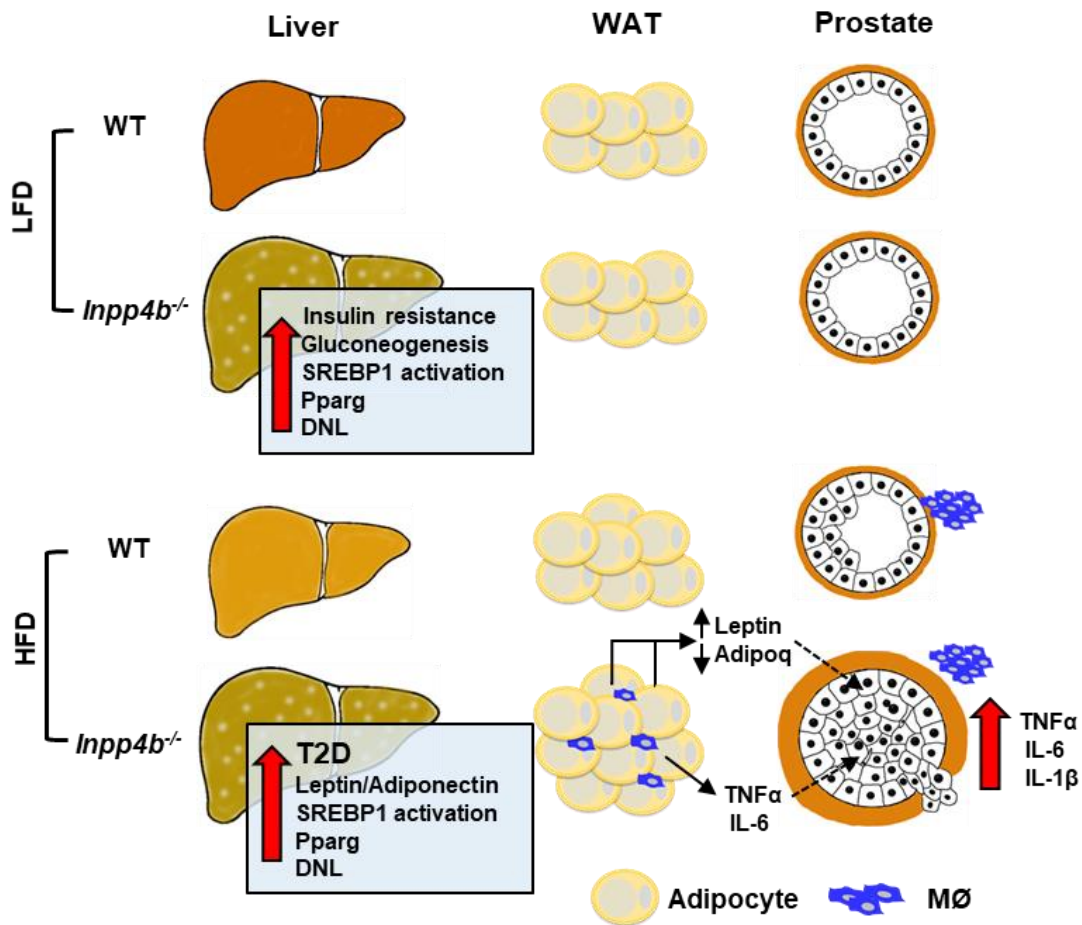 Liver
WAT
Prostate
LFD
WT
Inpp4b-/-
Insulin resistance
Gluconeogenesis
SREBP1 activation
Pparg
DNL
HFD
WT
Leptin
Adipoq
Inpp4b-/-
T2D
Leptin/Adiponectin
SREBP1 activation
Pparg
DNL
TNFα
IL-6
TNFα
IL-6
IL-1β
Adipocyte
MØ